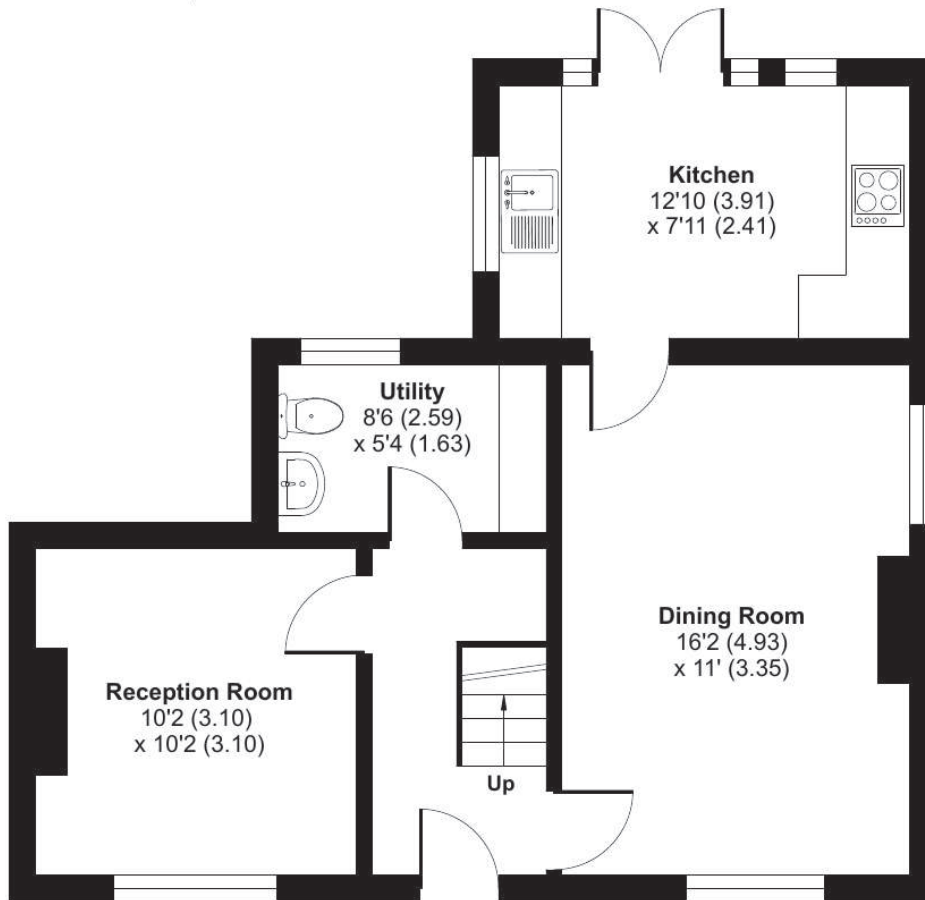 Kitchen
12'10 (3.91)
x 7'11 (2.41)
Utility
8'6 (2.59)
x 5'4 (1.63)
Dining Room
16'2 (4.93)
x 11' (3.35)
Reception Room
10'2 (3.10)
x 10'2 (3.10)
Up